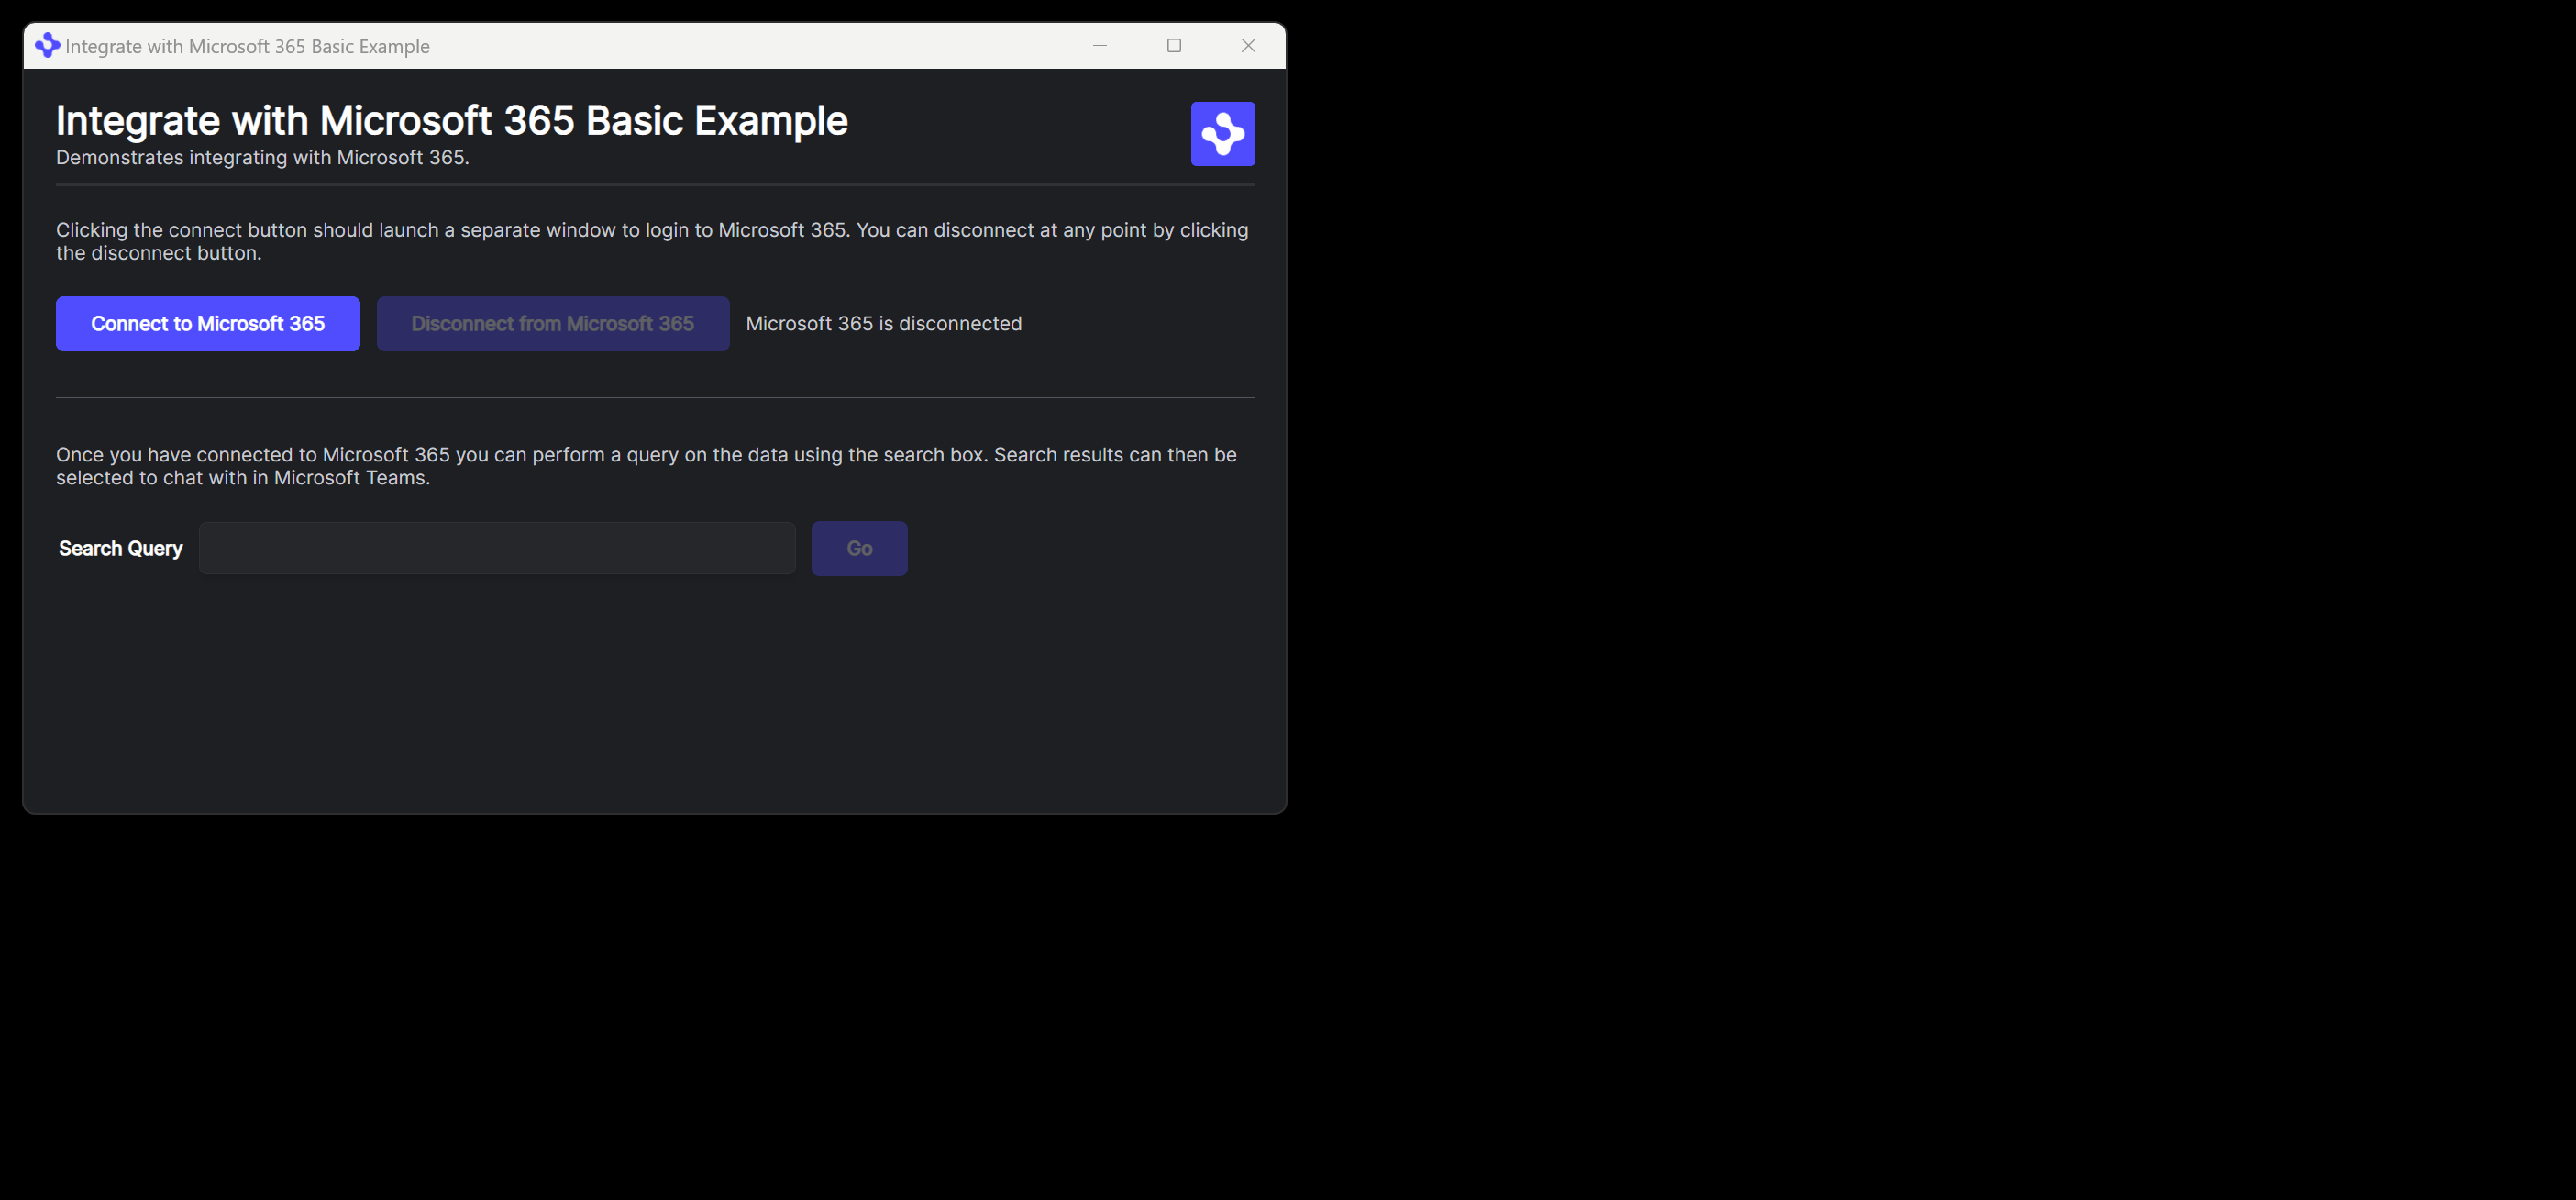 Integrate with Microsoft 365 Basic Example
Integrate with Microsoft 365 Basic Example
Demonstrates integrating with Microsoft 365.
Clicking the connect button should launch a separate window to login to Microsoft 365. You can disconnect at any point by clicking
the disconnect button.
Connect to Microsoft 365 Disconnect from Microsoft 365 Microsoft 365 is disconnected
Once you have connected to Microsoft 365 you can perform a query on the data using the search box. Search results can then be
selected to chat with in Microsoft Teams.
Search Query Go